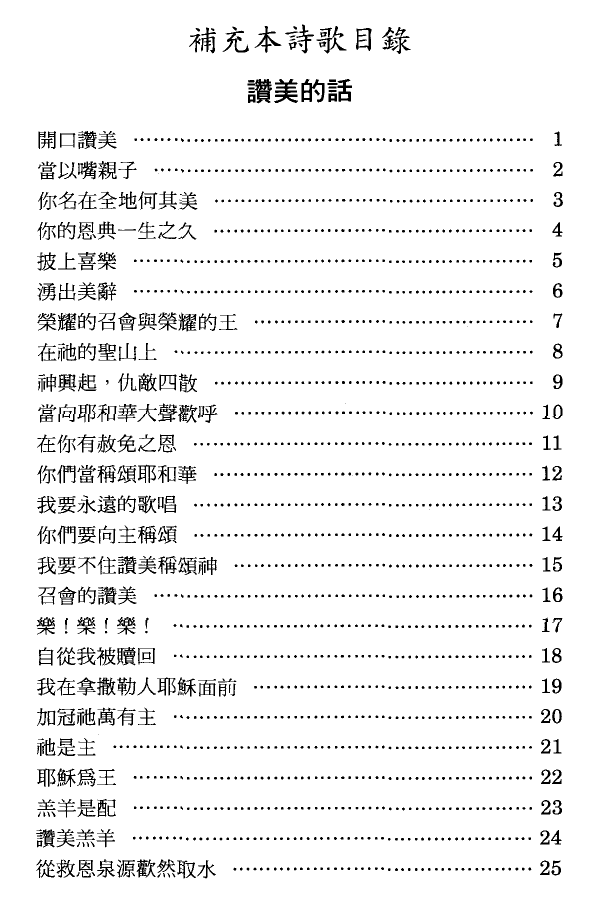 補充本詩歌目錄
讚美的話
開口讚美 ………………………………………………… 1
當以嘴親子 ………………………………………………… 2
你名在全地何其美 ………………………………………………… 3
你的恩典一生之久 ………………………………………………… 4
披上喜樂 ………………………………………………… 5
湧出美辭 ………………………………………………… 6
榮耀的召會與榮耀的王 ………………………………………………… 7
在祂的聖山上 ………………………………………………… 8
神興起，仇敵四散 ………………………………………………… 9
當向耶和華大聲歡呼 ………………………………………………… 10
在你有赦免之恩 ………………………………………………… 11
你們當稱頌耶和華 ………………………………………………… 12
我要永遠的歌唱 ………………………………………………… 13
你們要向主稱頌 ………………………………………………… 14
我要不住讚美稱頌神 ………………………………………………… 15
召會的讚美 ………………………………………………… 16
樂！樂！樂！ ………………………………………………… 17
自從我被贖回 ………………………………………………… 18
我在拿撒勒人耶穌面前 ………………………………………………… 19
加冠祂萬有主 ………………………………………………… 20
祂是主 ………………………………………………… 21
耶穌爲王 ………………………………………………… 22
羔羊是配 ………………………………………………… 23
讚美羔羊 ………………………………………………… 24
從救恩泉源歡然取水 ………………………………………………… 25